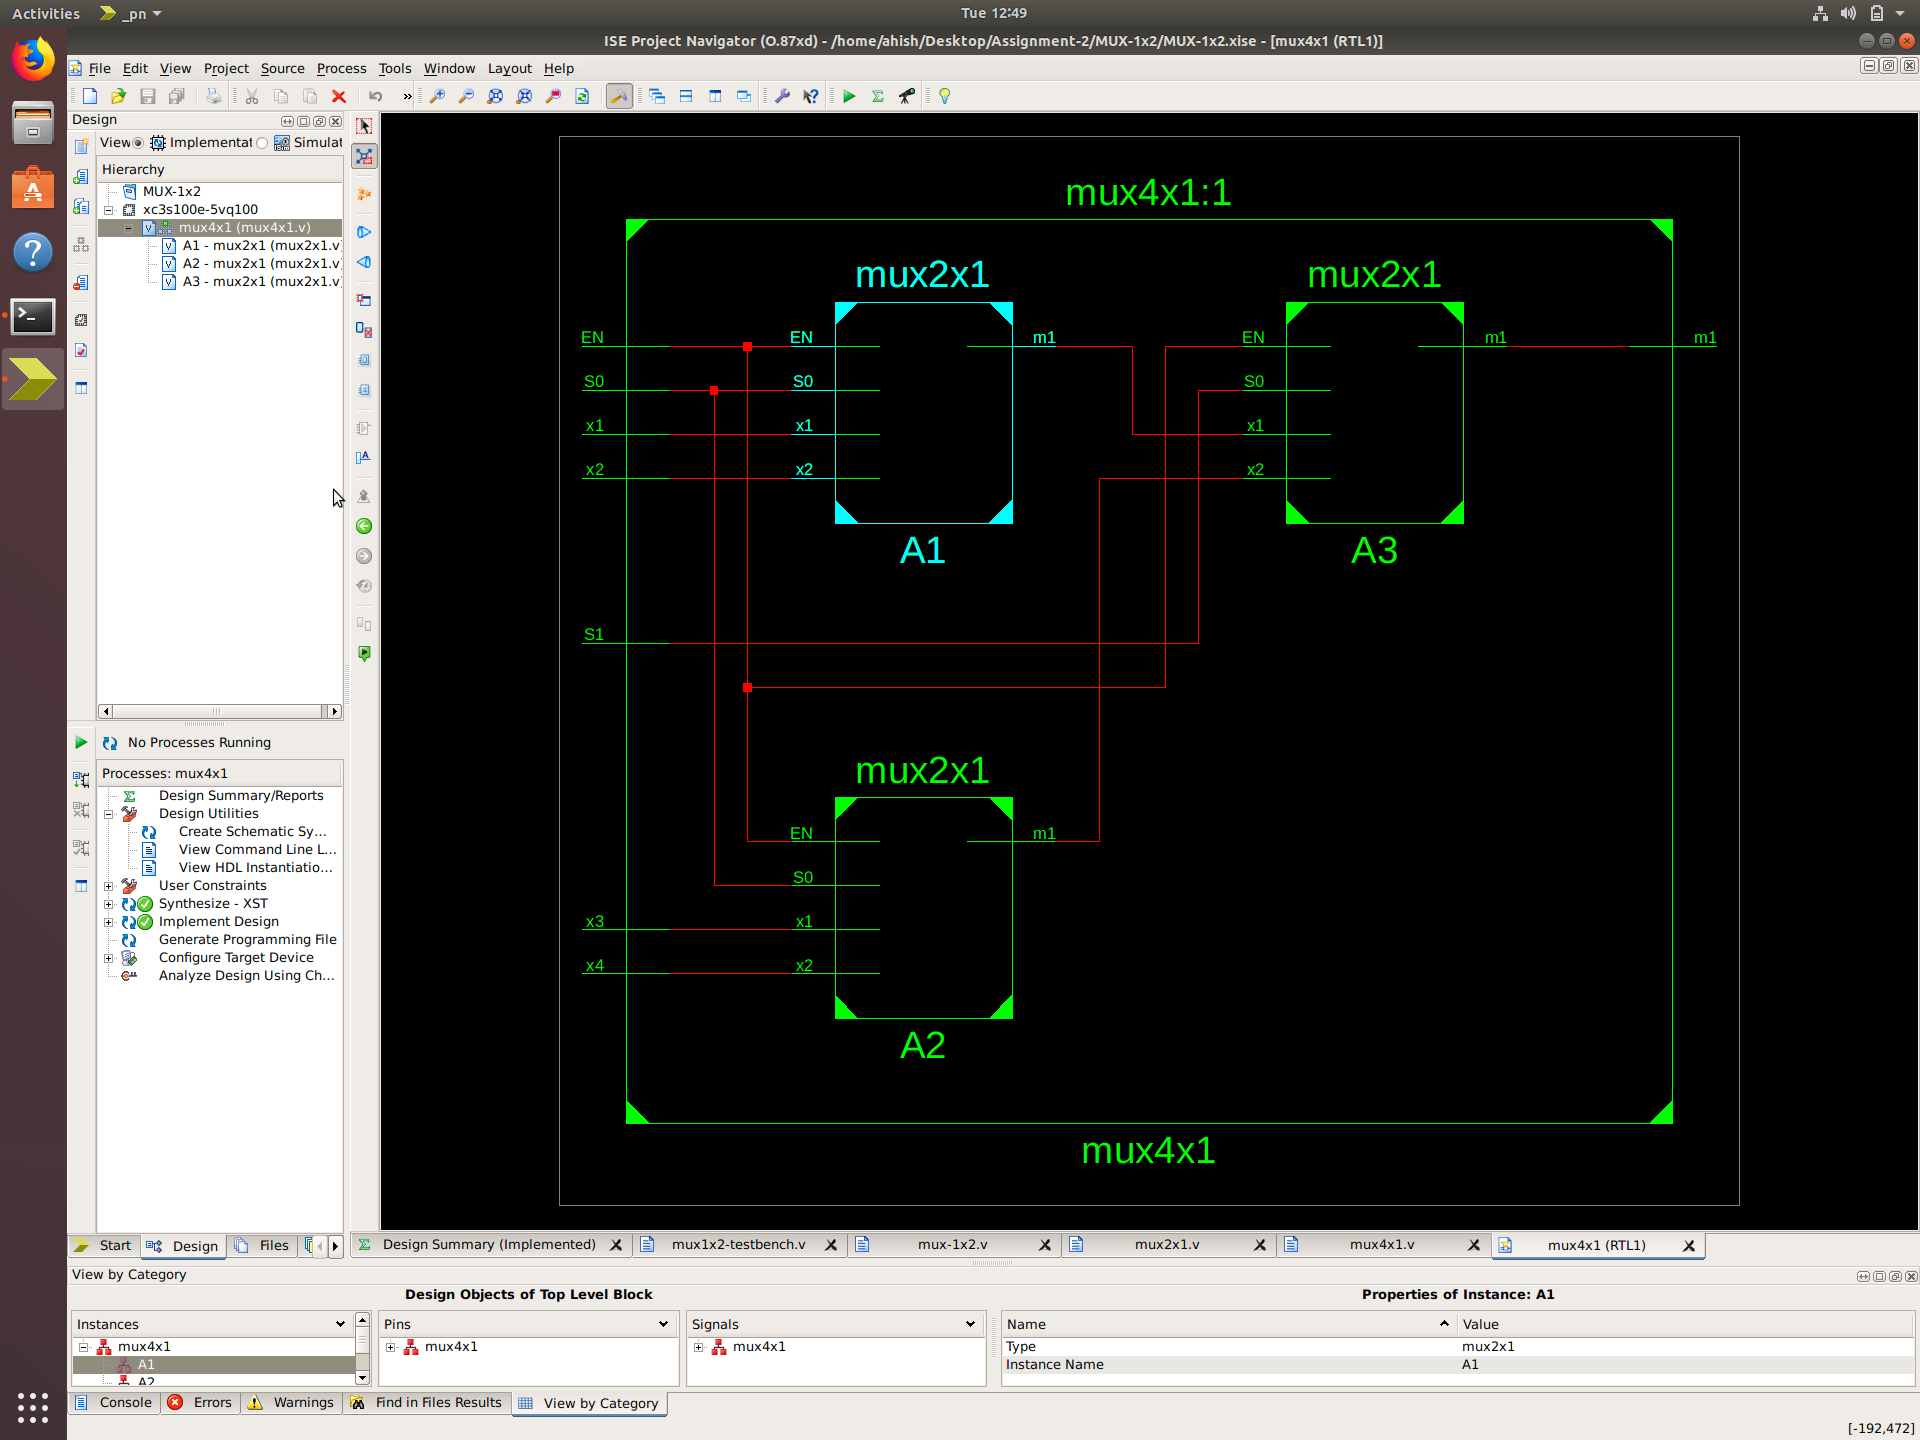 Activities
_pn
Tue 12:49
ISE Project Navigator (O.87xd) - /home/ahish/Desktop/Assignment-2/MUX-1x2/MUX-1x2.xise - [mux4x1 (RTL1)]
File Edit View Project Source Process Tools Window Layout Help
Design
View Implementat Simulat
Hierarchy
MUX-1x2
xc3s100e-5vq100
mux4x1 (mux4x1.v)
A1 - mux2x1 (mux2x1.v
A2 - mux2x1 (mux2x1.v
A3 - mux2x1 (mux2x1.v
No Processes Running
Processes: mux4x1
Design Summary/Reports
Design Utilities
Create Schematic Sy...
View Command Line L...
View HDL Instantiatio...
User Constraints
Synthesize - XST
Implement Design
Generate Programming File
Configure Target Device
Analyze Design Using Ch...
Start Design Files
mux4x1:1
mux2x1 mux2x1
EN EN m1 EN m1 m1
S0 S0 S0
x1 x1 x1
x2 x2 x2
A1 A3
S1
mux2x1
EN m1
S0
x3 x1
x4 x2
A2
mux4x1
Design Summary (Implemented) mux1x2-testbench.v mux-1x2.v mux2x1.v mux4x1.v mux4x1 (RTL1)
View by Category
Design Objects of Top Level Block Properties of Instance: A1
Instances Pins Signals Name Value
mux4x1 mux4x1 mux4x1 Type mux2x1
A1 Instance Name A1
A2
Console Errors Warnings Find in Files Results View by Category
[-192,472]